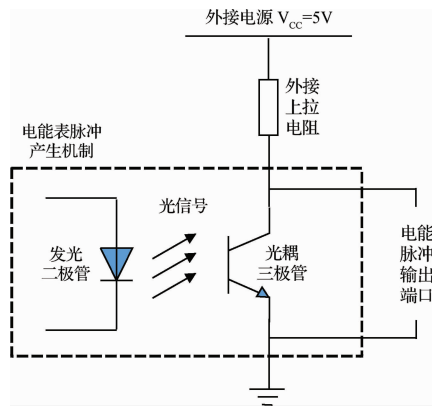 外接电源 VCC=5V
外接
上拉
电阻
电能表脉冲
产生机制
光信号
发光
二极管
光耦
三极管
电能
脉冲
输出
端口